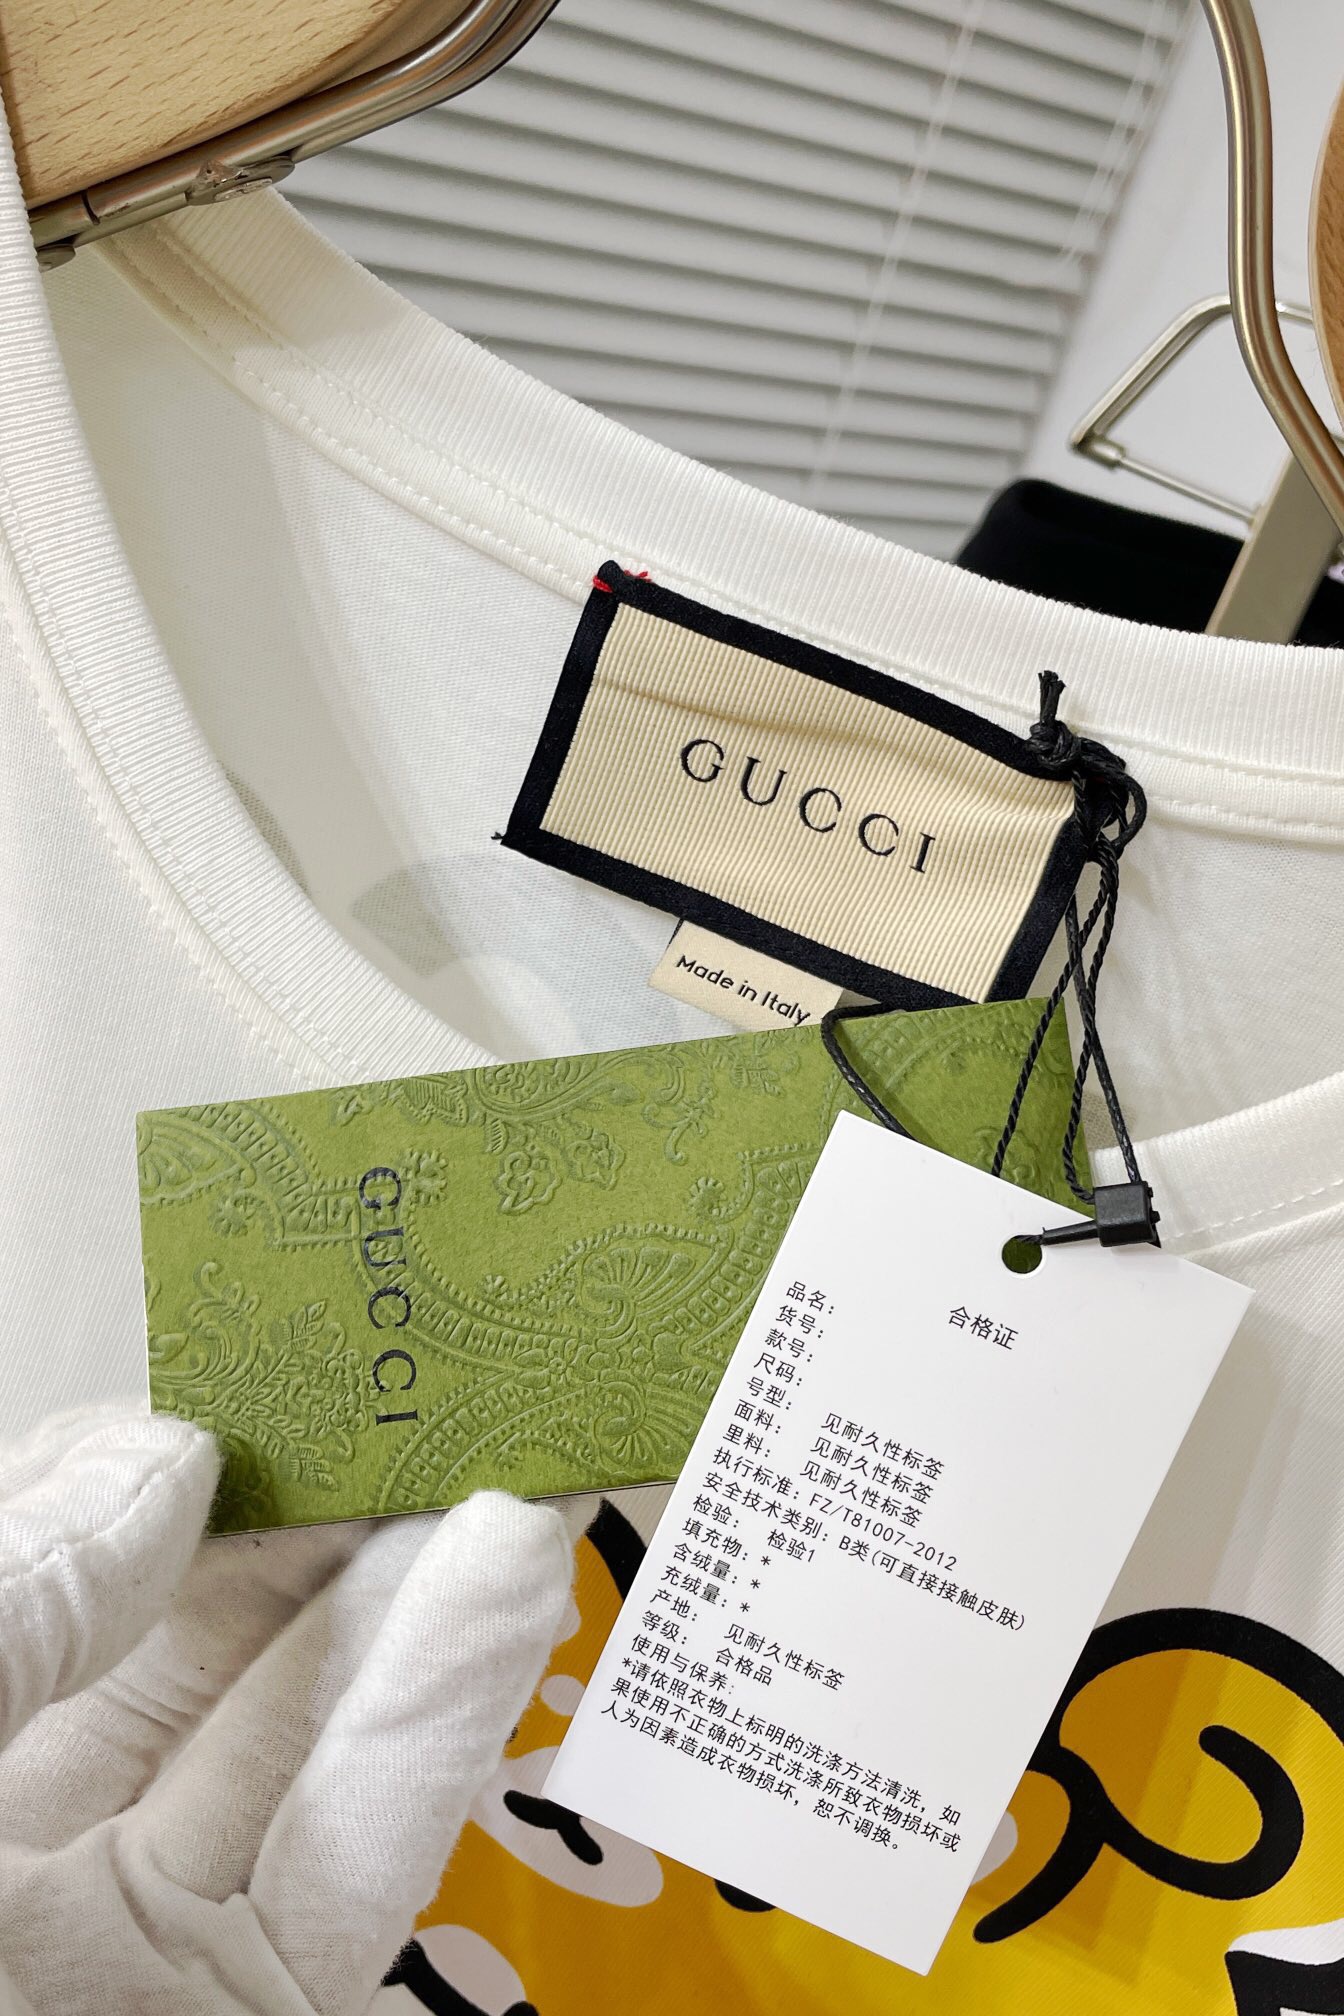 GUCCI
Made in Italy
GUCCI
合格证
品名:
货号:
款号:
尺码:
号型: 见耐久性标签
面料: 见耐久性标签
里料: 见耐久性标签
执行标准: FZ/T81007-2012
安全技术类别: B类(可直接接触皮肤)
检验: 检验1
填充物: *
含绒量: *
充绒量: *
产地: 见耐久性标签
等级: 合格品
使用与保养:
*请依照衣物上标明的洗涤方法清洗，如
果使用不正确的方式洗涤所致衣物损坏或
人为因素造成衣物损坏，恕不调换。